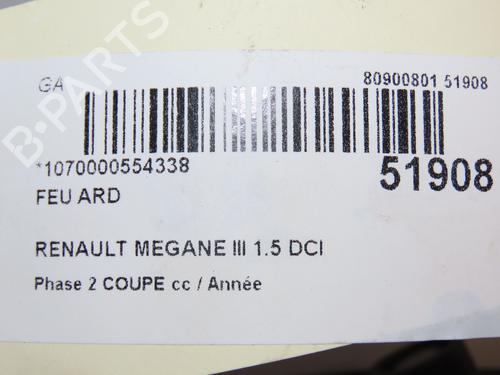 GA
80900801 51908
*1070000554338
51908
FEU ARD
RENAULT MEGANE III 1.5 DCI
Phase 2 COUPE cc / Année
B-PARTS